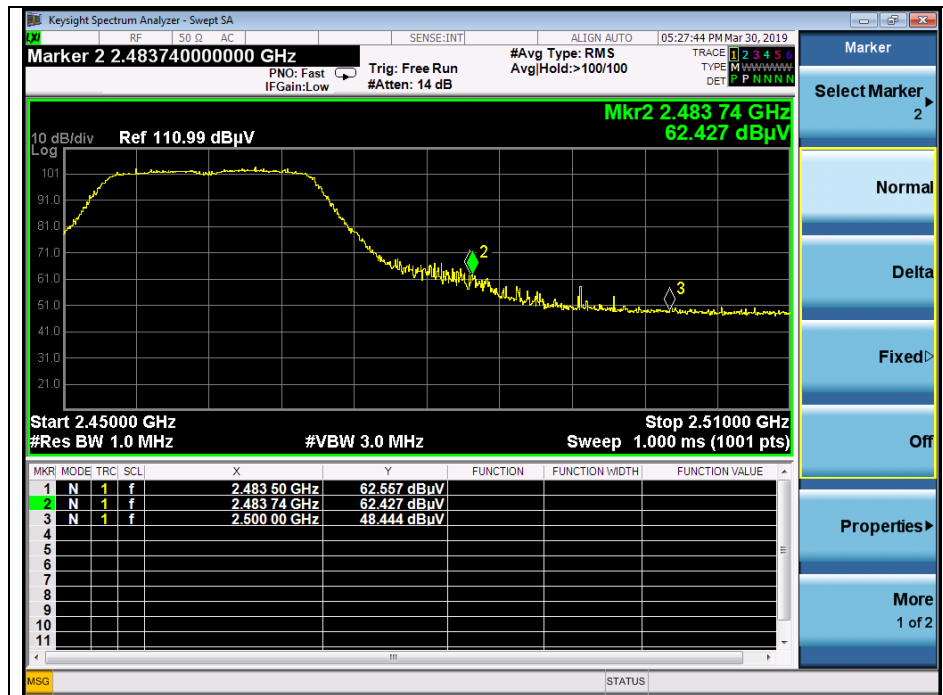 Keysight Spectrum Analyzer - Swept SA
LXI RF 50 Ω AC SENSE:INT ALIGN AUTO 05:27:44 PM Mar 30, 2019
Marker 2 2.483740000000 GHz
PNO: Fast
IFGain:Low
Trig: Free Run
#Atten: 14 dB
#Avg Type: RMS
Avg|Hold:>100/100
TRACE 1 2 3 4 5 6
TYPE M WWWWW
DET P P N N N N
Mkr2 2.483 74 GHz
62.427 dBµV
10 dB/div Ref 110.99 dBµV
Log
101
91.0
81.0
71.0
61.0
51.0
41.0
31.0
21.0
2
3
Start 2.45000 GHz Stop 2.51000 GHz
#Res BW 1.0 MHz #VBW 3.0 MHz Sweep 1.000 ms (1001 pts)
MKR MODE TRC SCL X Y FUNCTION FUNCTION WIDTH FUNCTION VALUE
1 N 1 f 2.483 50 GHz 62.557 dBµV
2 N 1 f 2.483 74 GHz 62.427 dBµV
3 N 1 f 2.500 00 GHz 48.444 dBµV
4
5
6
7
8
9
10
11
MSG STATUS
Marker
Select Marker
2
Normal
Delta
Fixed
Off
Properties
More
1 of 2